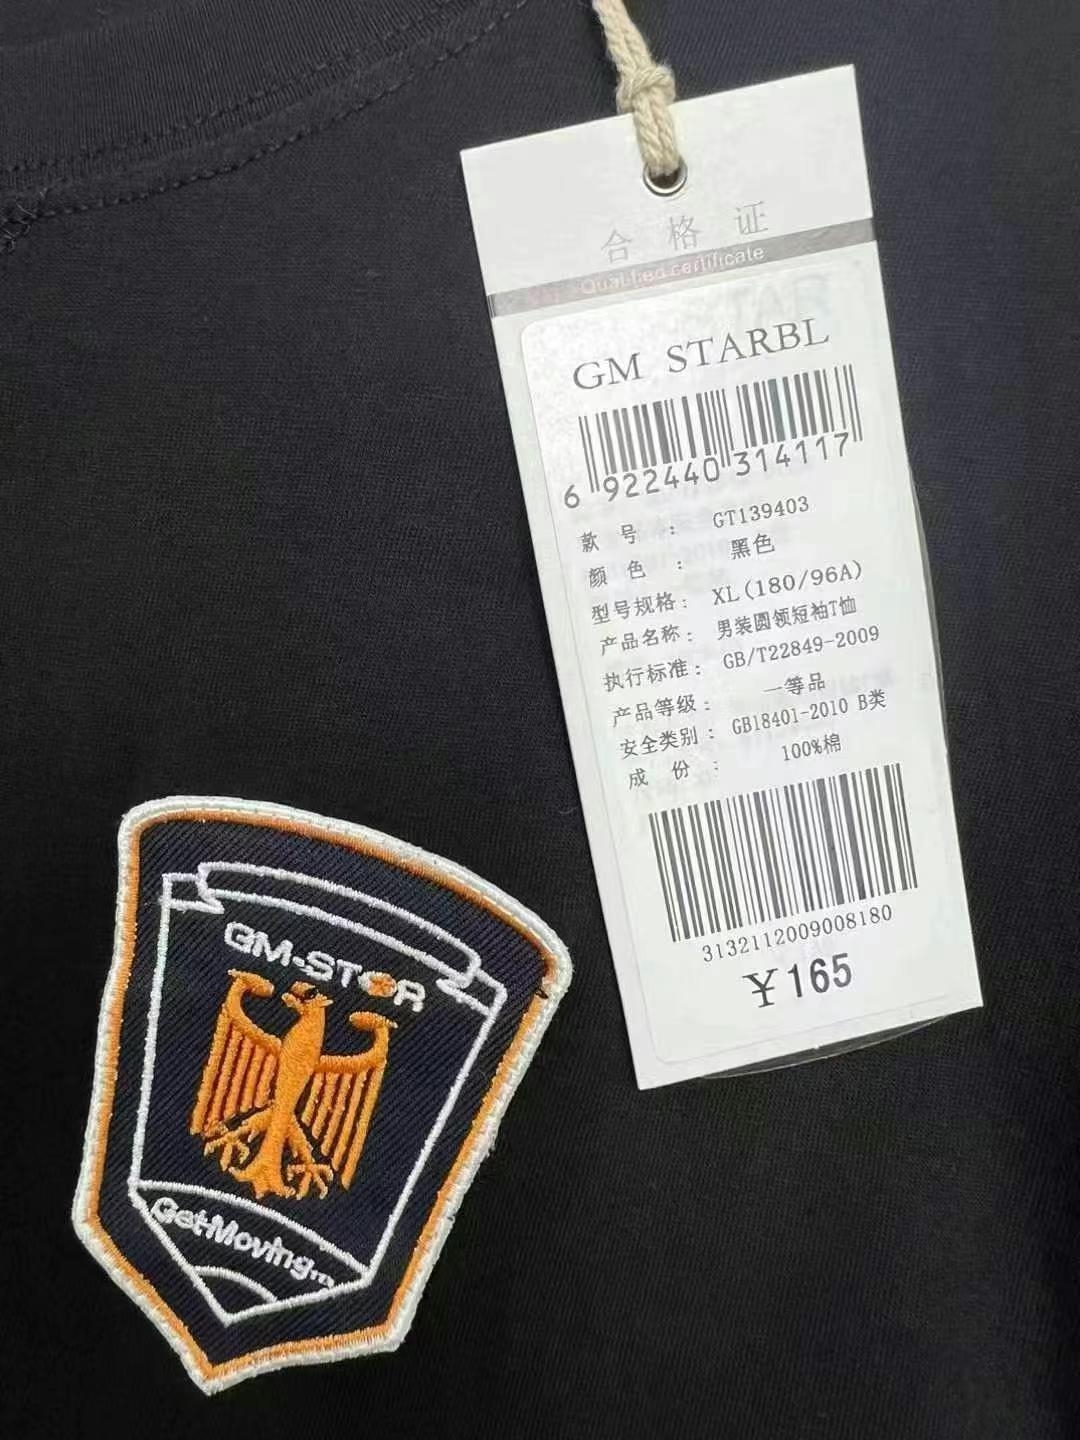 合格证
Qualified certificate
GM STARBL
6 922440 314117
款号： GT139403
颜色： 黑色
型号规格： XL(180/96A)
产品名称： 男装圆领短袖T恤
执行标准： GB/T22849-2009
产品等级： 一等品
安全类别： GB18401-2010 B类
成份： 100%棉
3132112009008180
￥165
GM-STAR
Get-Moving...